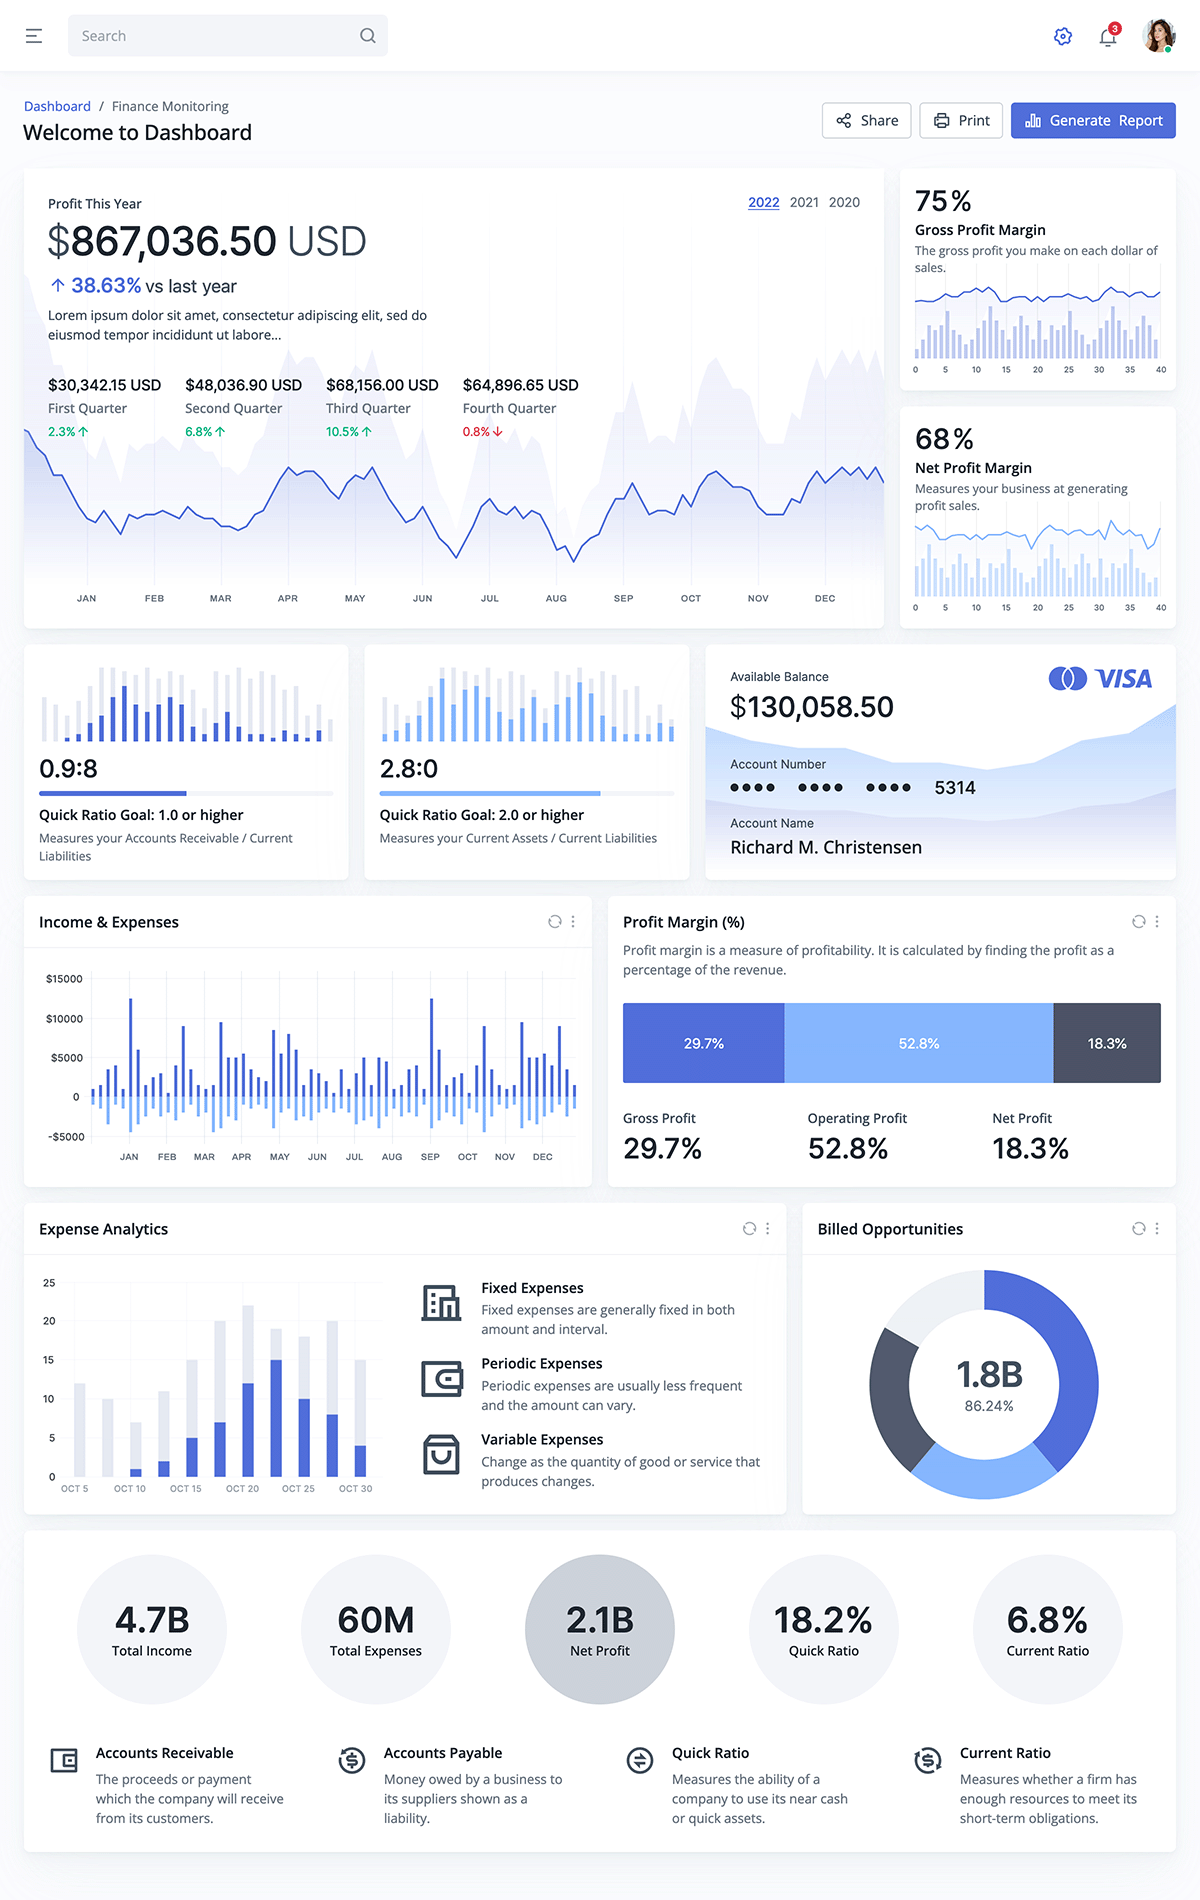 Search
3
Dashboard / Finance Monitoring
Welcome to Dashboard
Share
Print
Generate Report
Profit This Year
2022 2021 2020
$867,036.50 USD
↑ 38.63% vs last year
Lorem ipsum dolor sit amet, consectetur adipiscing elit, sed do
eiusmod tempor incididunt ut labore...
$30,342.15 USD
First Quarter
2.3% ↑
$48,036.90 USD
Second Quarter
6.8% ↑
$68,156.00 USD
Third Quarter
10.5% ↑
$64,896.65 USD
Fourth Quarter
0.8% ↓
JAN FEB MAR APR MAY JUN JUL AUG SEP OCT NOV DEC
75%
Gross Profit Margin
The gross profit you make on each dollar of
sales.
0 5 10 15 20 25 30 35 40
68%
Net Profit Margin
Measures your business at generating
profit sales.
0 5 10 15 20 25 30 35 40
0.9:8
Quick Ratio Goal: 1.0 or higher
Measures your Accounts Receivable / Current
Liabilities
2.8:0
Quick Ratio Goal: 2.0 or higher
Measures your Current Assets / Current Liabilities
Available Balance
VISA
$130,058.50
Account Number
•••• •••• •••• 5314
Account Name
Richard M. Christensen
Income & Expenses
$15000
$10000
$5000
0
-$5000
JAN FEB MAR APR MAY JUN JUL AUG SEP OCT NOV DEC
Profit Margin (%)
Profit margin is a measure of profitability. It is calculated by finding the profit as a
percentage of the revenue.
29.7% 52.8% 18.3%
Gross Profit
29.7%
Operating Profit
52.8%
Net Profit
18.3%
Expense Analytics
25
20
15
10
5
0
OCT 5 OCT 10 OCT 15 OCT 20 OCT 25 OCT 30
Fixed Expenses
Fixed expenses are generally fixed in both
amount and interval.
Periodic Expenses
Periodic expenses are usually less frequent
and the amount can vary.
Variable Expenses
Change as the quantity of good or service that
produces changes.
Billed Opportunities
1.8B
86.24%
4.7B
Total Income
60M
Total Expenses
2.1B
Net Profit
18.2%
Quick Ratio
6.8%
Current Ratio
Accounts Receivable
The proceeds or payment
which the company will receive
from its customers.
Accounts Payable
Money owed by a business to
its suppliers shown as a
liability.
Quick Ratio
Measures the ability of a
company to use its near cash
or quick assets.
Current Ratio
Measures whether a firm has
enough resources to meet its
short-term obligations.